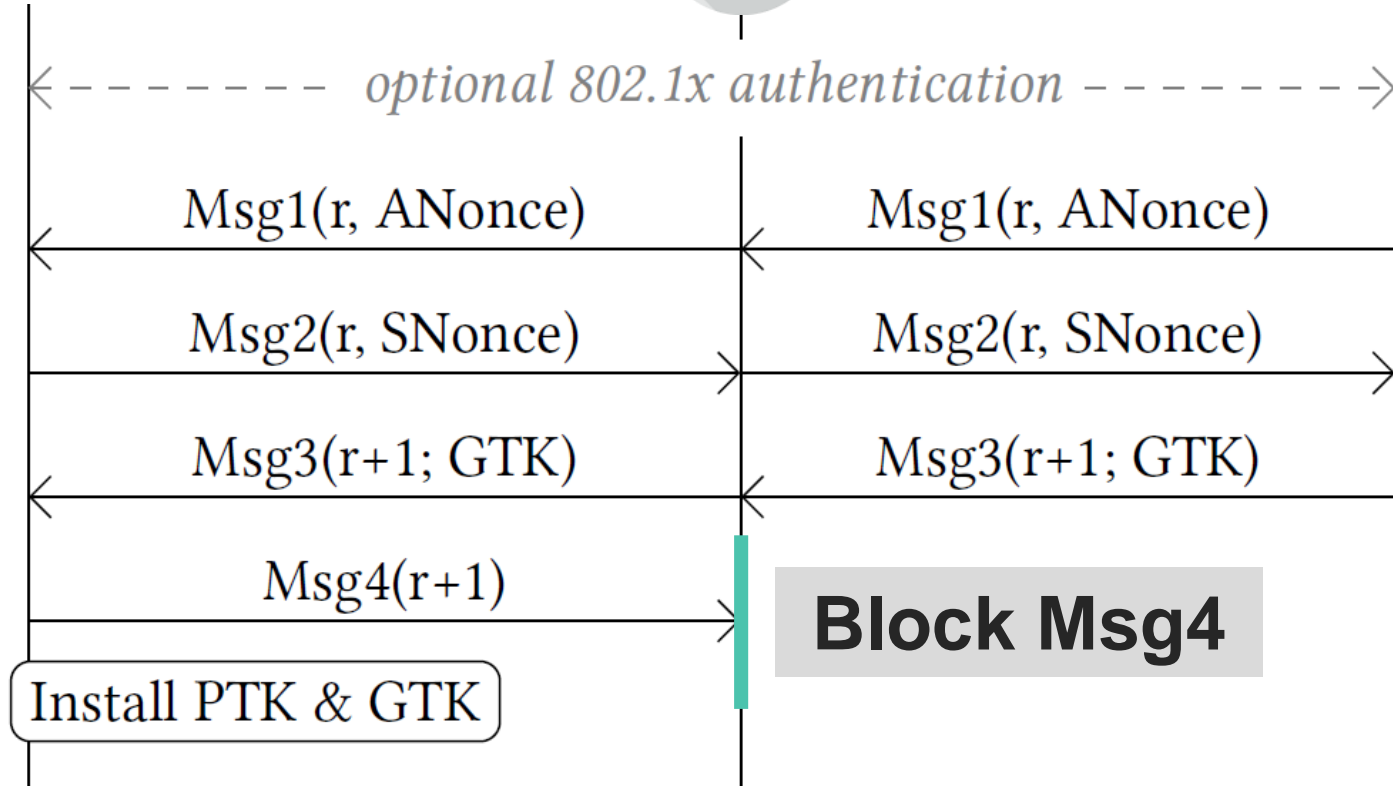 optional 802.1x authentication
Msg1(r, ANonce)
Msg1(r, ANonce)
Msg2(r, SNonce)
Msg2(r, SNonce)
Msg3(r+1; GTK)
Msg3(r+1; GTK)
Msg4(r+1)
Block Msg4
Install PTK & GTK